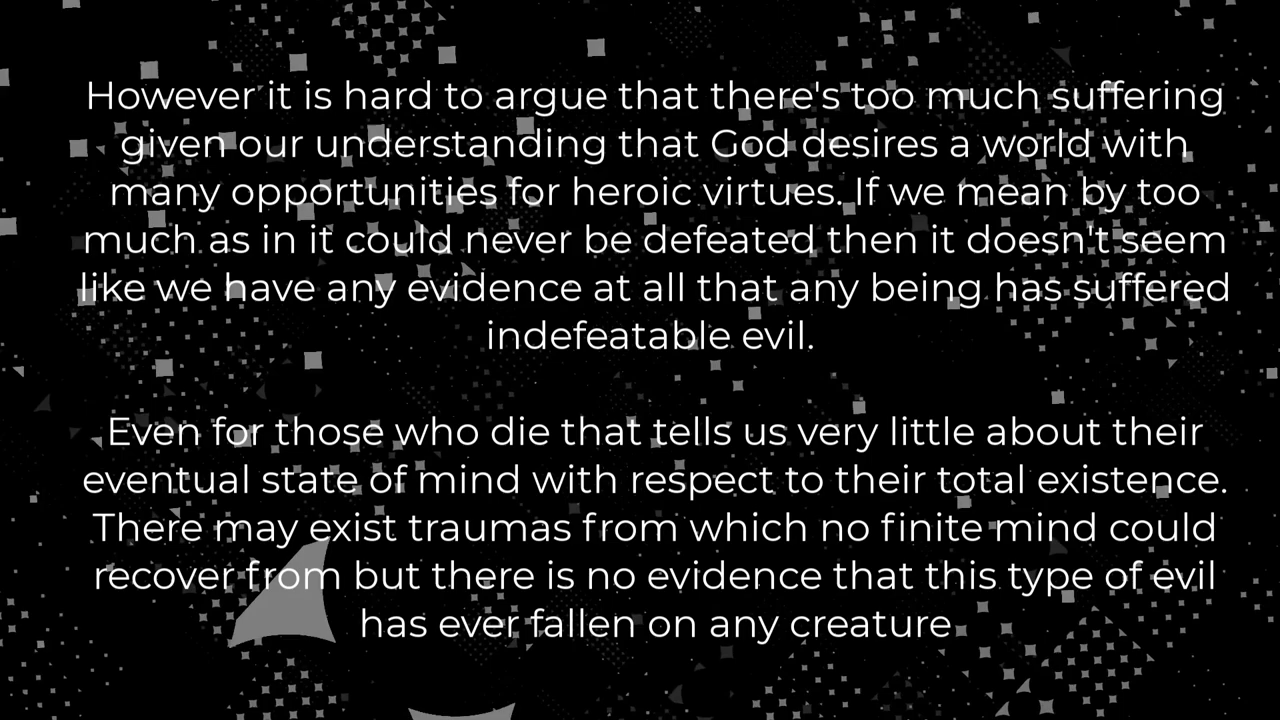 However it is hard to argue that there's too much suffering
given our understanding that God desires a world with
many opportunities for heroic virtues. If we mean by too
much as in it could never be defeated then it doesn't seem
like we have any evidence at all that any being has suffered
indefeatable evil.
Even for those who die that tells us very little about their
eventual state of mind with respect to their total existence.
There may exist traumas from which no finite mind could
recover from but there is no evidence that this type of evil
has ever fallen on any creature